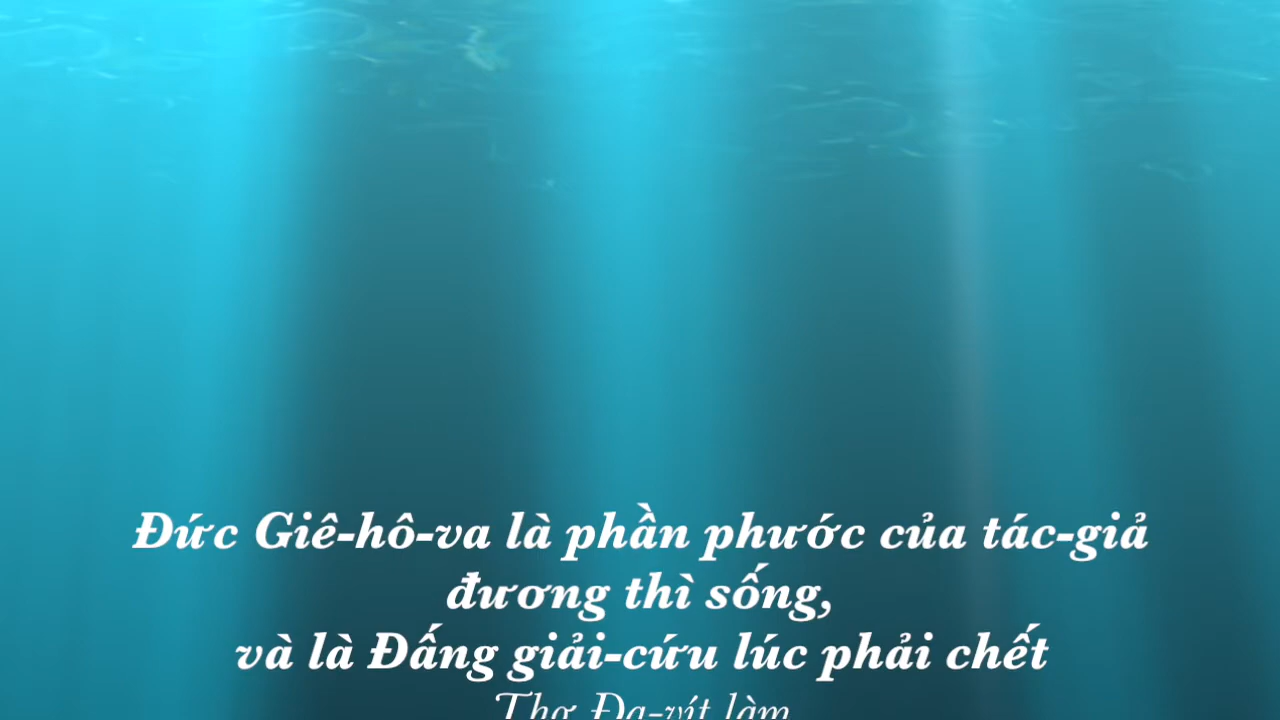 Đức Giê-hô-va là phần phước của tác-giả
đương thì sống,
và là Đấng giải-cứu lúc phải chết
Thơ Đa-vít làm